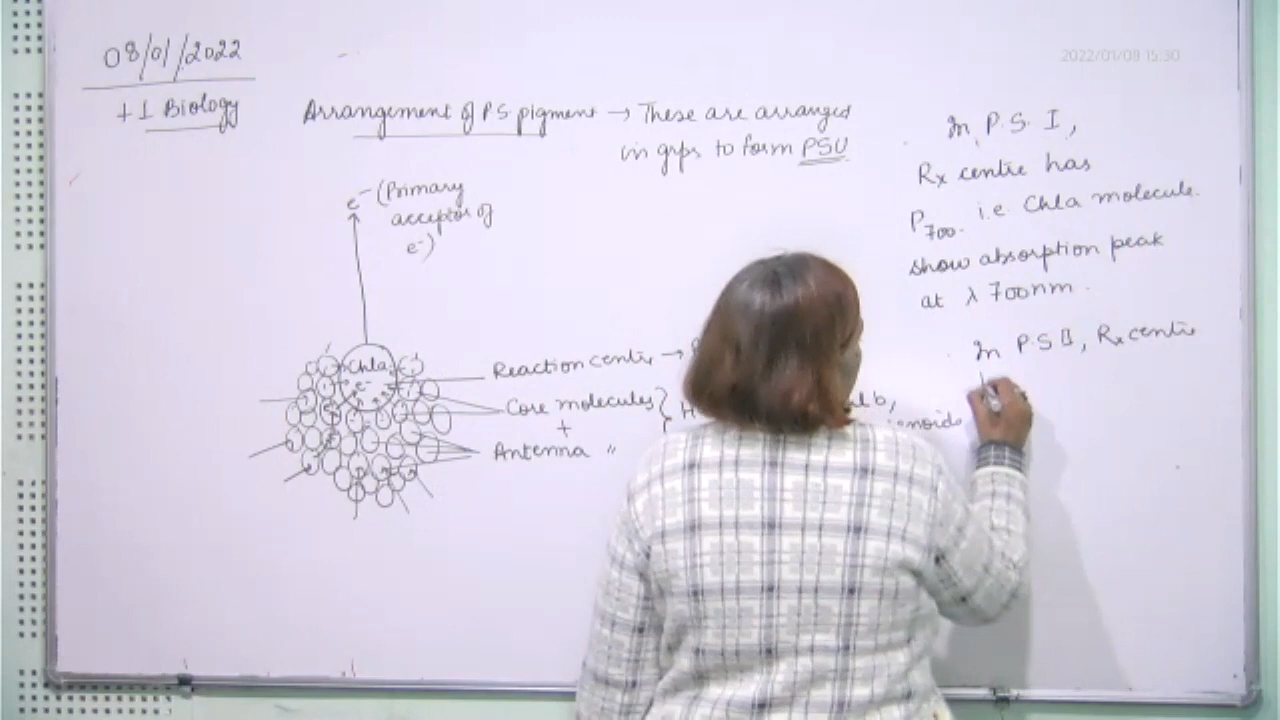 08/01/2022
+1 Biology
2022/01/08 15:30
Arrangement of P.S. pigment → These are arranged
in grps to form PSU
e⁻ (Primary
acceptor of
e⁻)
Chla
e⁻
Reaction centre →
Core molecules
+
Antenna "
b,
In P.S. I,
Rx centre has
P700. i.e. Chla molecule.
show absorption peak
at λ 700nm.
In P.S II, Rx centre